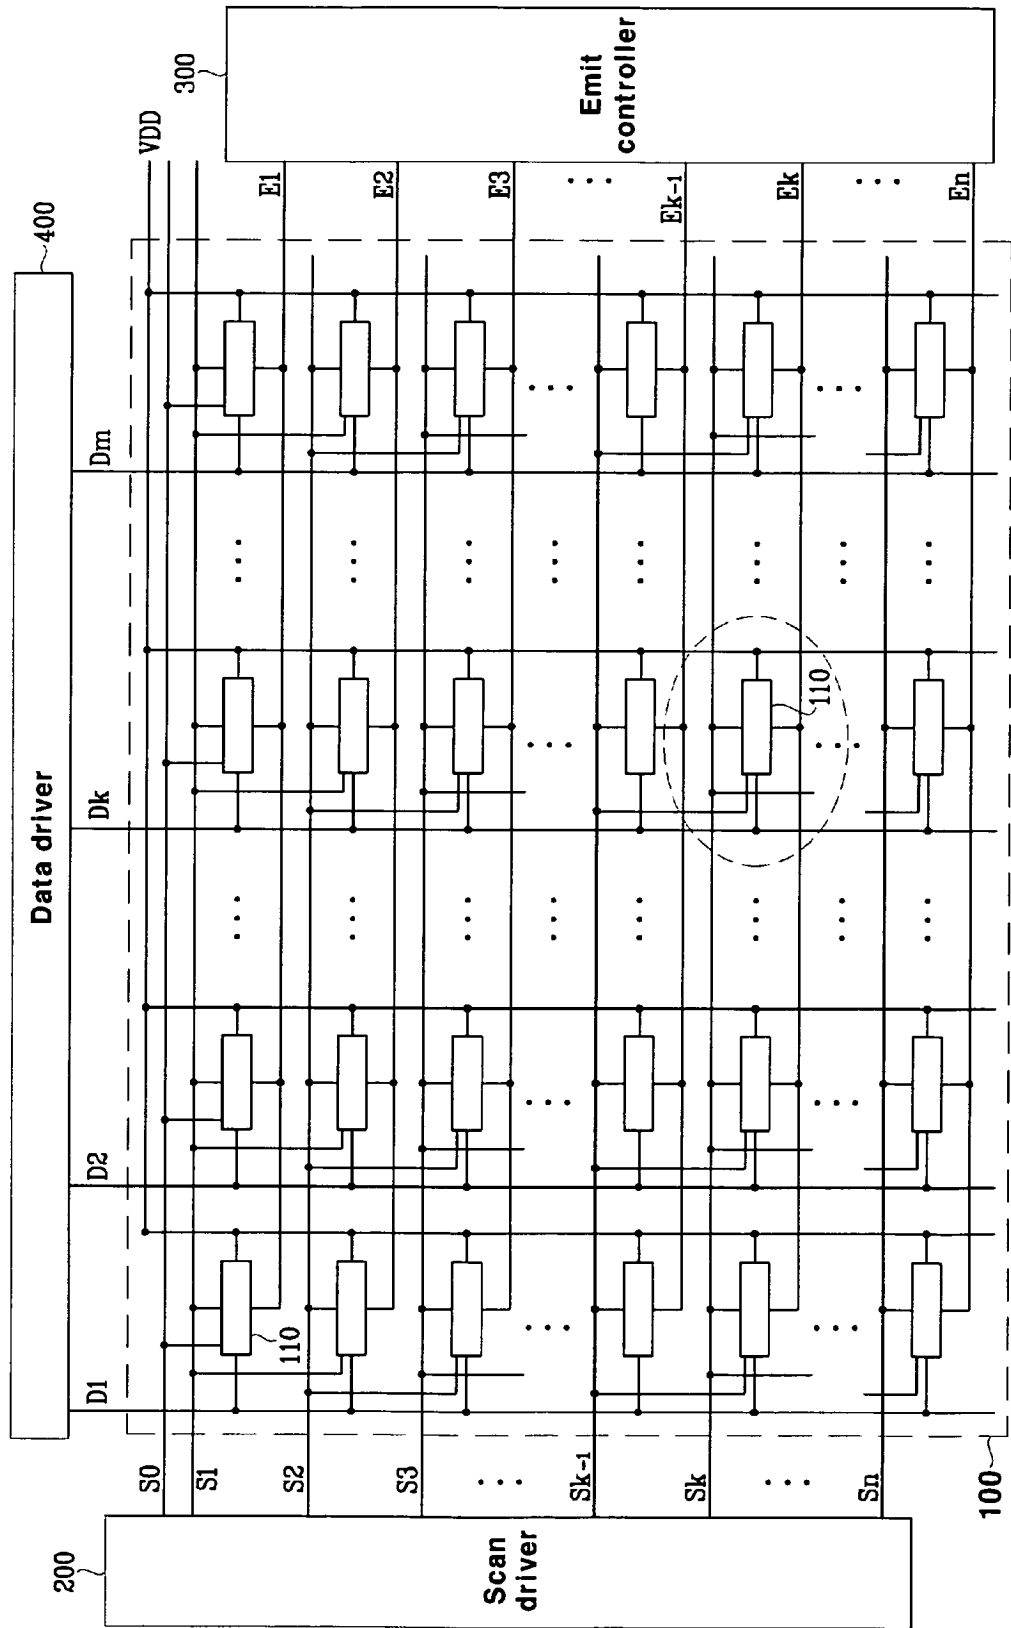 400
Data driver
300
Emit
controller
200
Scan
driver
VDD
D1
D2
Dk
Dm
S0
S1
S2
S3
...
Sk-1
Sk
...
Sn
E1
E2
E3
...
Ek-1
Ek
...
En
110
110
100